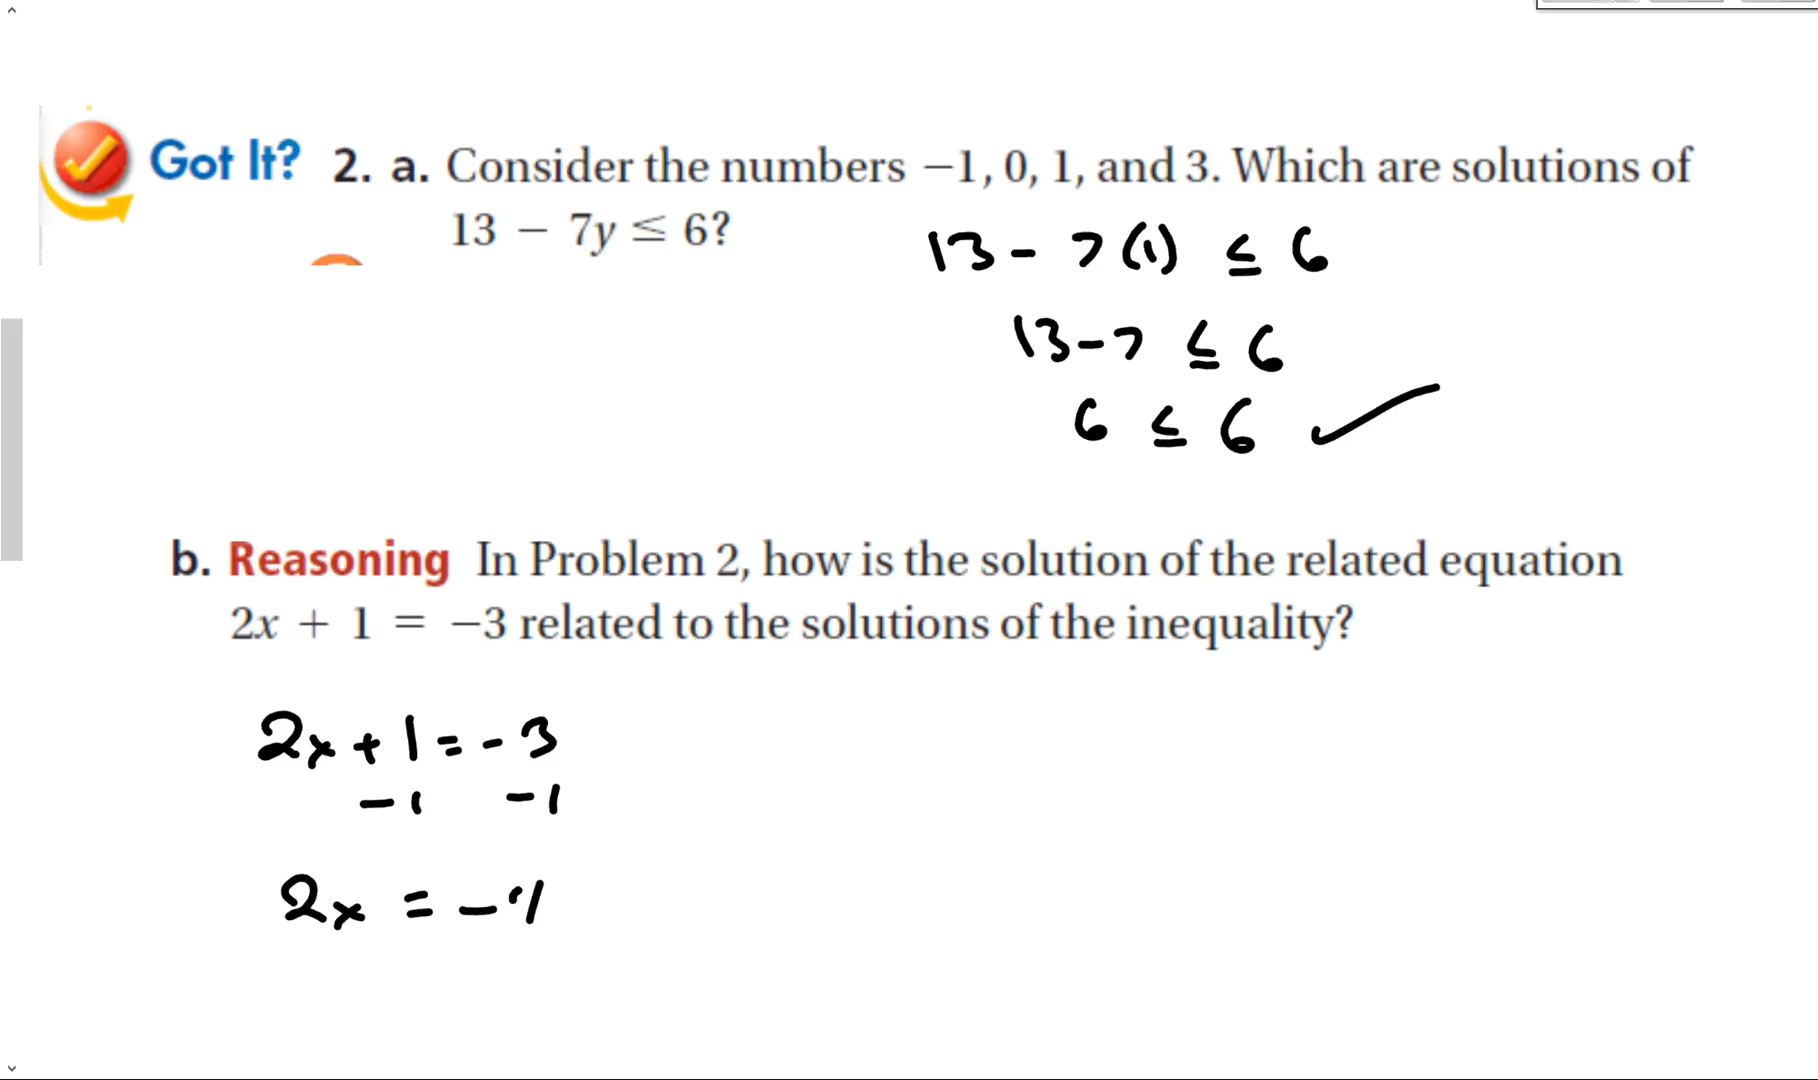 Got It? 2. a. Consider the numbers −1, 0, 1, and 3. Which are solutions of
13 − 7y ≤ 6?
13 - 7(1) ≤ 6
13-7 ≤ 6
6 ≤ 6 ✓
b. Reasoning In Problem 2, how is the solution of the related equation
2x + 1 = −3 related to the solutions of the inequality?
2x + 1 = - 3
-1 -1
2x = -4